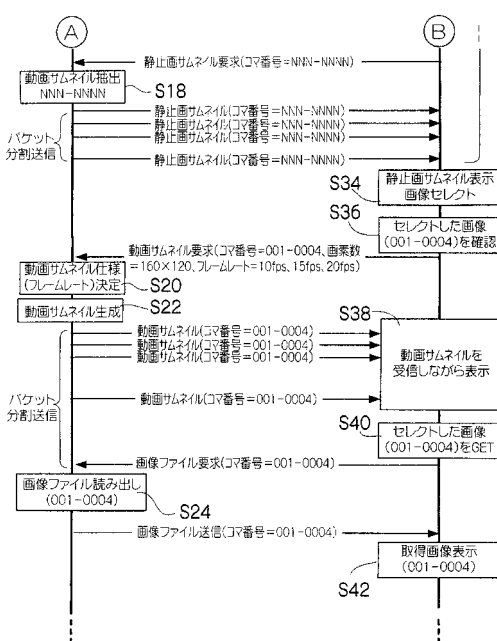 A
B
静止画サムネイル要求(コマ番号=NNN-NNNN)
動画サムネイル抽出
NNN-NNNN
S18
静止画サムネイル(コマ番号=NNN-NNNN)
静止画サムネイル(コマ番号=NNN-NNNN)
静止画サムネイル(コマ番号=NNN-NNNN)
パケット
分割送信
静止画サムネイル(コマ番号=NNN-NNNN)
S34
静止画サムネイル表示
画像セレクト
S36
セレクトした画像
(001-0004)を確認
動画サムネイル要求(コマ番号=001-0004、画素数
=160×120、フレームレート=10fps、15fps、20fps)
動画サムネイル仕様
(フレームレート)決定
S20
動画サムネイル生成
S22
動画サムネイル(コマ番号=001-0004)
動画サムネイル(コマ番号=001-0004)
動画サムネイル(コマ番号=001-0004)
S38
動画サムネイルを
受信しながら表示
パケット
分割送信
動画サムネイル(コマ番号=001-0004)
S40
セレクトした画像
(001-0004)をGET
画像ファイル要求(コマ番号=001-0004)
画像ファイル読み出し
(001-0004)
S24
画像ファイル送信(コマ番号=001-0004)
取得画像表示
(001-0004)
S42